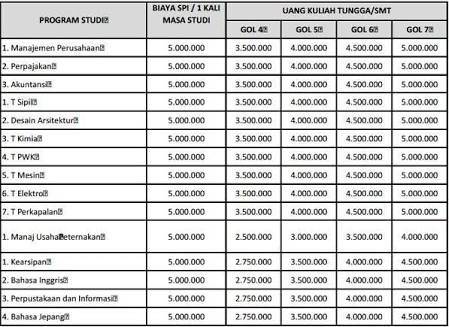 PROGRAM STUDI⍰ BIAYA SPI / 1 KALI MASA STUDI UANG KULIAH TUNGGA/SMT
GOL 4⍰ GOL 5⍰ GOL 6⍰ GOL 7⍰
1. Manajemen Perusahaan⍰ 5.000.000 3.500.000 4.000.000 4.500.000 5.000.000
2. Perpajakan⍰ 5.000.000 3.500.000 4.000.000 4.500.000 5.000.000
3. Akuntansi⍰ 5.000.000 3.500.000 4.000.000 4.500.000 5.000.000
1. T Sipil⍰ 5.000.000 3.500.000 4.000.000 4.500.000 5.000.000
2. Desain Arsitektur⍰ 5.000.000 3.500.000 4.000.000 4.500.000 5.000.000
3. T Kimia⍰ 5.000.000 3.500.000 4.000.000 4.500.000 5.000.000
4. T PWK⍰ 5.000.000 3.500.000 4.000.000 4.500.000 5.000.000
5. T Mesin⍰ 5.000.000 3.500.000 4.000.000 4.500.000 5.000.000
6. T Elektro⍰ 5.000.000 3.500.000 4.000.000 4.500.000 5.000.000
7. T Perkapalan⍰ 5.000.000 3.500.000 4.000.000 4.500.000 5.000.000
1. Manaj Usaha⍰eternakan⍰ 5.000.000 2.500.000 3.000.000 3.500.000 4.000.000
1. Kearsipan⍰ 5.000.000 2.750.000 3.500.000 4.000.000 4.500.000
2. Bahasa Inggris⍰ 5.000.000 2.750.000 3.500.000 4.000.000 4.500.000
3. Perpustakaan dan Informasi⍰ 5.000.000 2.750.000 3.500.000 4.000.000 4.500.000
4. Bahasa Jepang⍰ 5.000.000 2.750.000 3.500.000 4.000.000 4.500.000